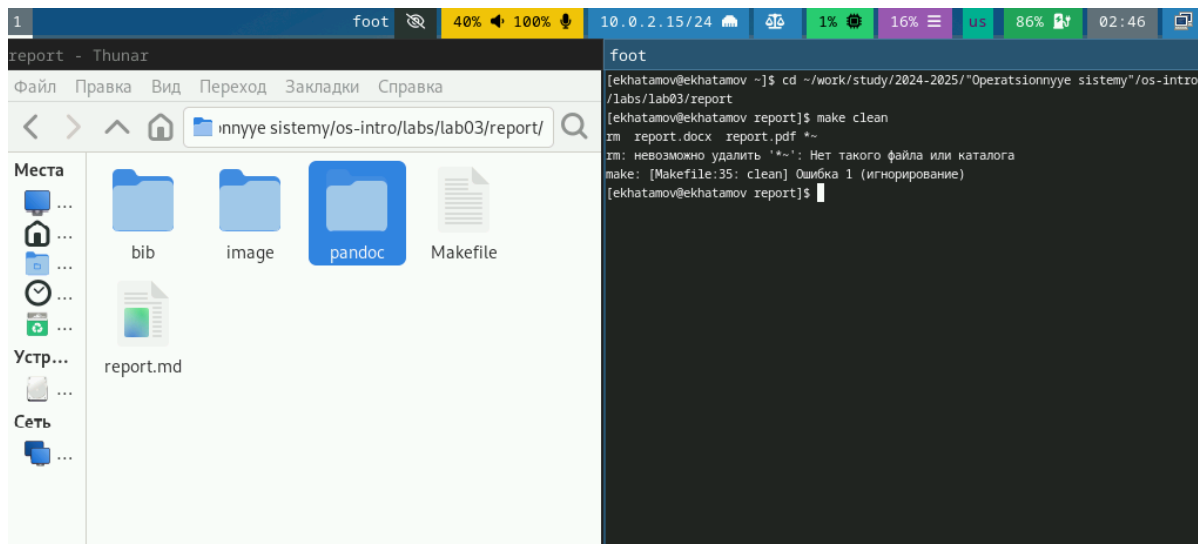 1 foot 40% 100% 10.0.2.15/24 1% 16% us 86% 02:46
report - Thunar
Файл Правка Вид Переход Закладки Справка
ɔнnyye sistemy/os-intro/labs/lab03/report/
Места
...
...
...
...
...
Устр...
...
Сеть
...
bib image pandoc Makefile
report.md
foot
[ekhatamov@ekhatamov ~]$ cd ~/work/study/2024-2025/"Operatsionnyye sistemy"/os-intro
/labs/lab03/report
[ekhatamov@ekhatamov report]$ make clean
rm  report.docx  report.pdf *~
rm: невозможно удалить '*~': Нет такого файла или каталога
make: [Makefile:35: clean] Ошибка 1 (игнорирование)
[ekhatamov@ekhatamov report]$